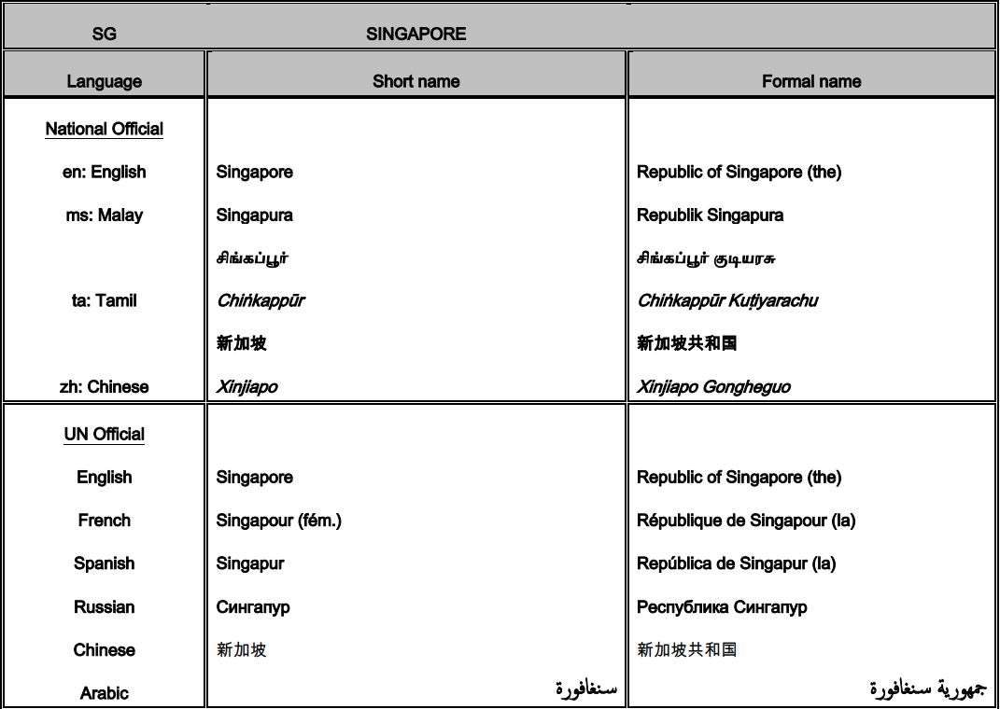 SG SINGAPORE
Language Short name Formal name
National Official
en: English Singapore Republic of Singapore (the)
ms: Malay Singapura Republik Singapura
சிங்கப்பூர் சிங்கப்பூர் குடியரசு
ta: Tamil Chiṅkappūr Chiṅkappūr Kuṭiyarachu
新加坡 新加坡共和国
zh: Chinese Xinjiapo Xinjiapo Gongheguo
UN Official
English Singapore Republic of Singapore (the)
French Singapour (fém.) République de Singapour (la)
Spanish Singapur República de Singapur (la)
Russian Сингапур Республика Сингапур
Chinese 新加坡 新加坡共和国
Arabic سنغافورة جمهورية سنغافورة